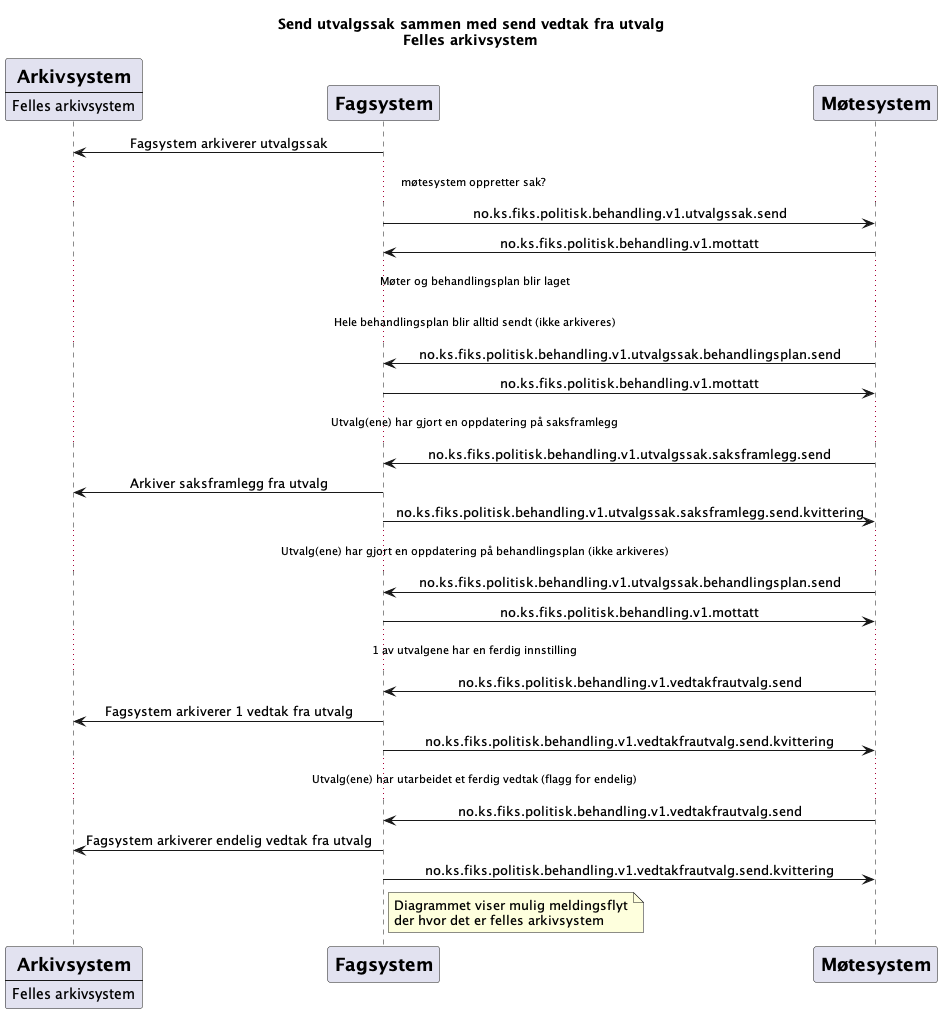 Send utvalgssak sammen med send vedtak fra utvalg
Felles arkivsystem
Arkivsystem
Felles arkivsystem
Fagsystem
Møtesystem
Fagsystem arkiverer utvalgssak
møtesystem oppretter sak?
no.ks.fiks.politisk.behandling.v1.utvalgssak.send
no.ks.fiks.politisk.behandling.v1.mottatt
Møter og behandlingsplan blir laget
Hele behandlingsplan blir alltid sendt (ikke arkiveres)
no.ks.fiks.politisk.behandling.v1.utvalgssak.behandlingsplan.send
no.ks.fiks.politisk.behandling.v1.mottatt
Utvalg(ene) har gjort en oppdatering på saksframlegg
no.ks.fiks.politisk.behandling.v1.utvalgssak.saksframlegg.send
Arkiver saksframlegg fra utvalg
no.ks.fiks.politisk.behandling.v1.utvalgssak.saksframlegg.send.kvittering
Utvalg(ene) har gjort en oppdatering på behandlingsplan (ikke arkiveres)
no.ks.fiks.politisk.behandling.v1.utvalgssak.behandlingsplan.send
no.ks.fiks.politisk.behandling.v1.mottatt
1 av utvalgene har en ferdig innstilling
no.ks.fiks.politisk.behandling.v1.vedtakfrautvalg.send
Fagsystem arkiverer 1 vedtak fra utvalg
no.ks.fiks.politisk.behandling.v1.vedtakfrautvalg.send.kvittering
Utvalg(ene) har utarbeidet et ferdig vedtak (flagg for endelig)
no.ks.fiks.politisk.behandling.v1.vedtakfrautvalg.send
Fagsystem arkiverer endelig vedtak fra utvalg
no.ks.fiks.politisk.behandling.v1.vedtakfrautvalg.send.kvittering
Diagrammet viser mulig meldingsflyt
der hvor det er felles arkivsystem
Arkivsystem
Felles arkivsystem
Fagsystem
Møtesystem